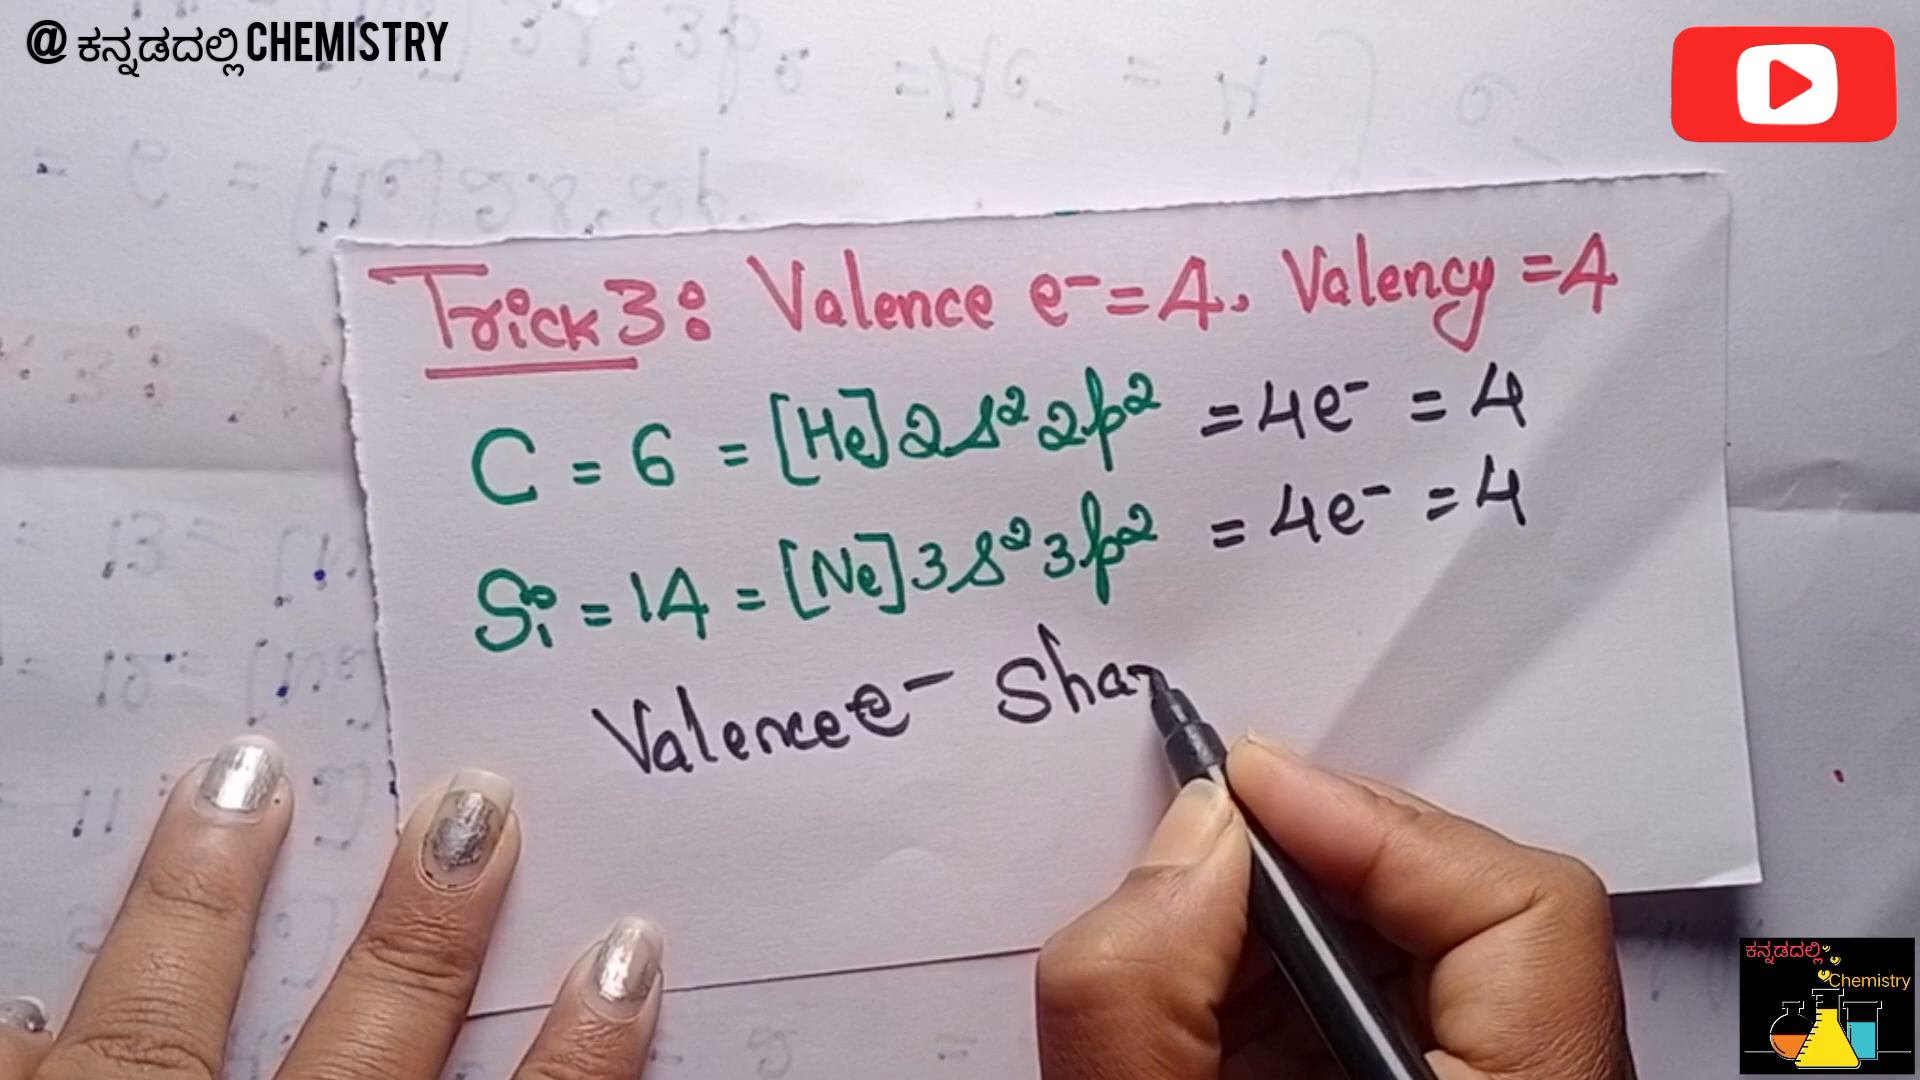 @ ಕನ್ನಡದಲ್ಲಿ CHEMISTRY
Trick 3: Valence e⁻ = 4, Valency = 4
C = 6 = [He] 2s² 2p² = 4e⁻ = 4
Si = 14 = [Ne] 3s² 3p² = 4e⁻ = 4
Valence e⁻ Shar
ಕನ್ನಡದಲ್ಲಿ
Chemistry